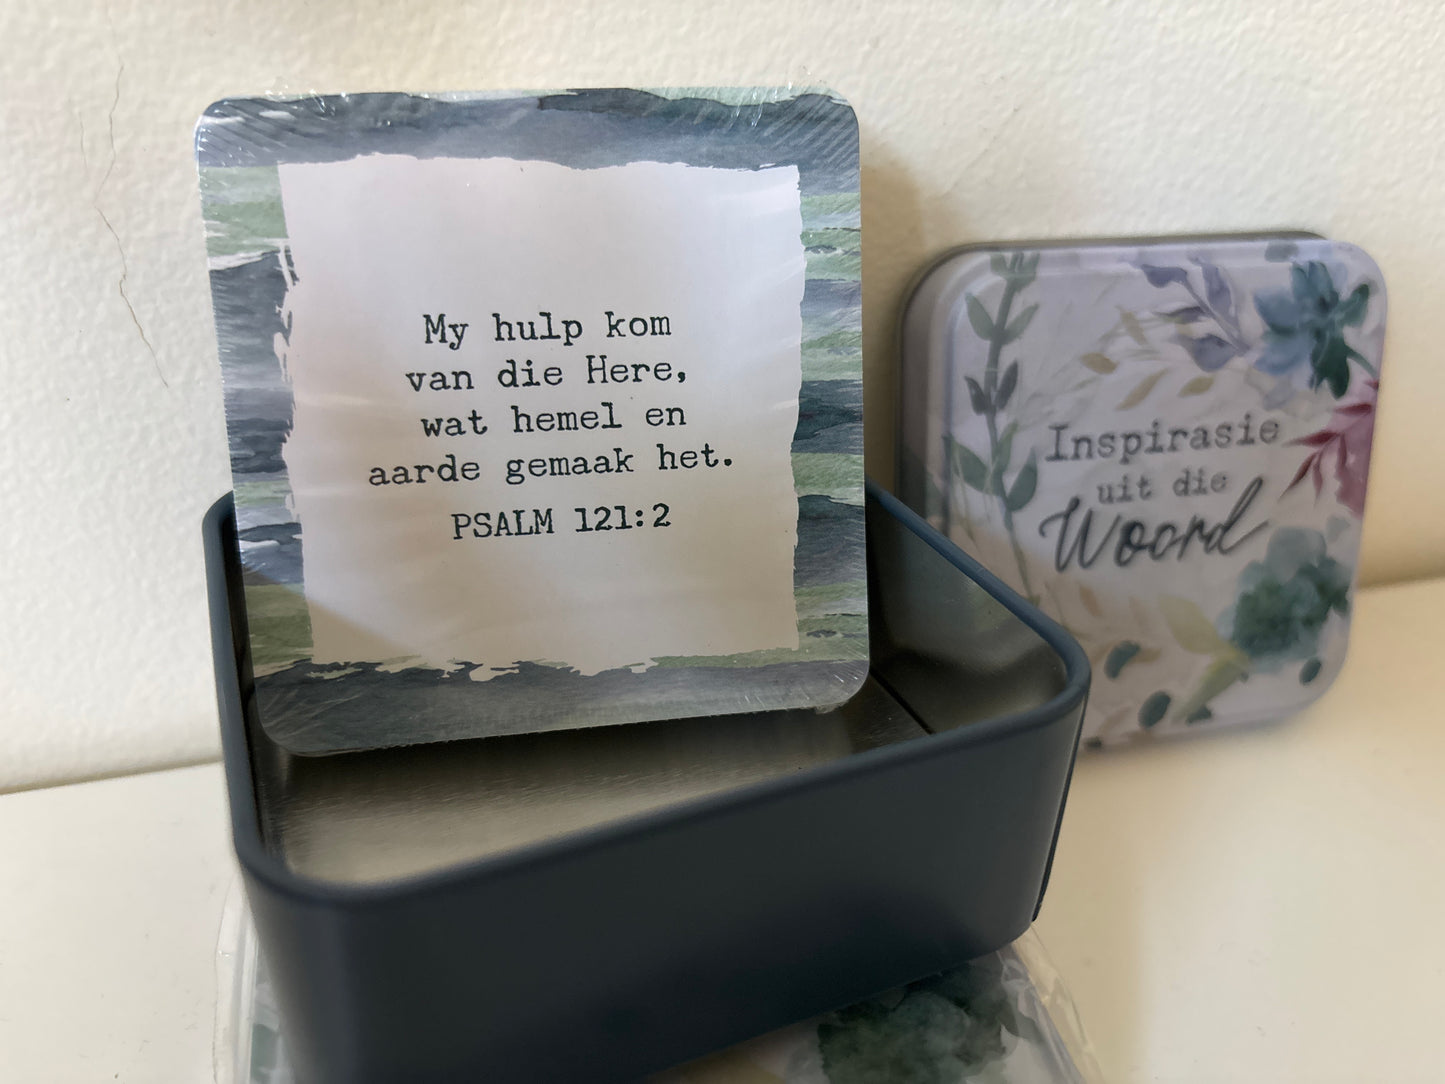 My hulp kom
van die Here,
wat hemel en
aarde gemaak het.
PSALM 121:2
Inspirasie
uit die
Woord